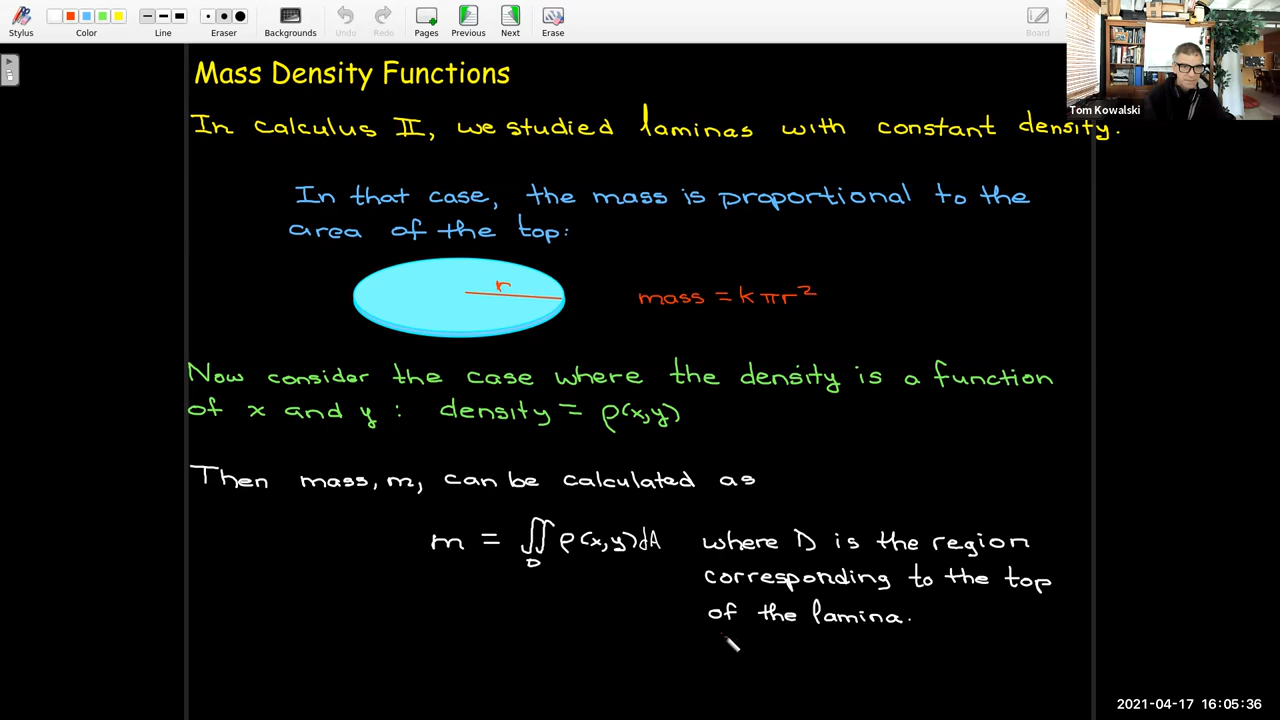 Stylus
Color
Line
Eraser
Backgrounds
Undo
Redo
Pages
Previous
Next
Erase
Board
Tom Kowalski
Mass Density Functions
In calculus II, we studied laminas with constant density.
In that case, the mass is proportional to the
area of the top:
r
mass = kπr²
Now consider the case where the density is a function
of x and y : density = ρ(x,y)
Then mass, m, can be calculated as
m = ∬_D ρ(x,y)dA where D is the region
corresponding to the top
of the lamina.
2021-04-17 16:05:36